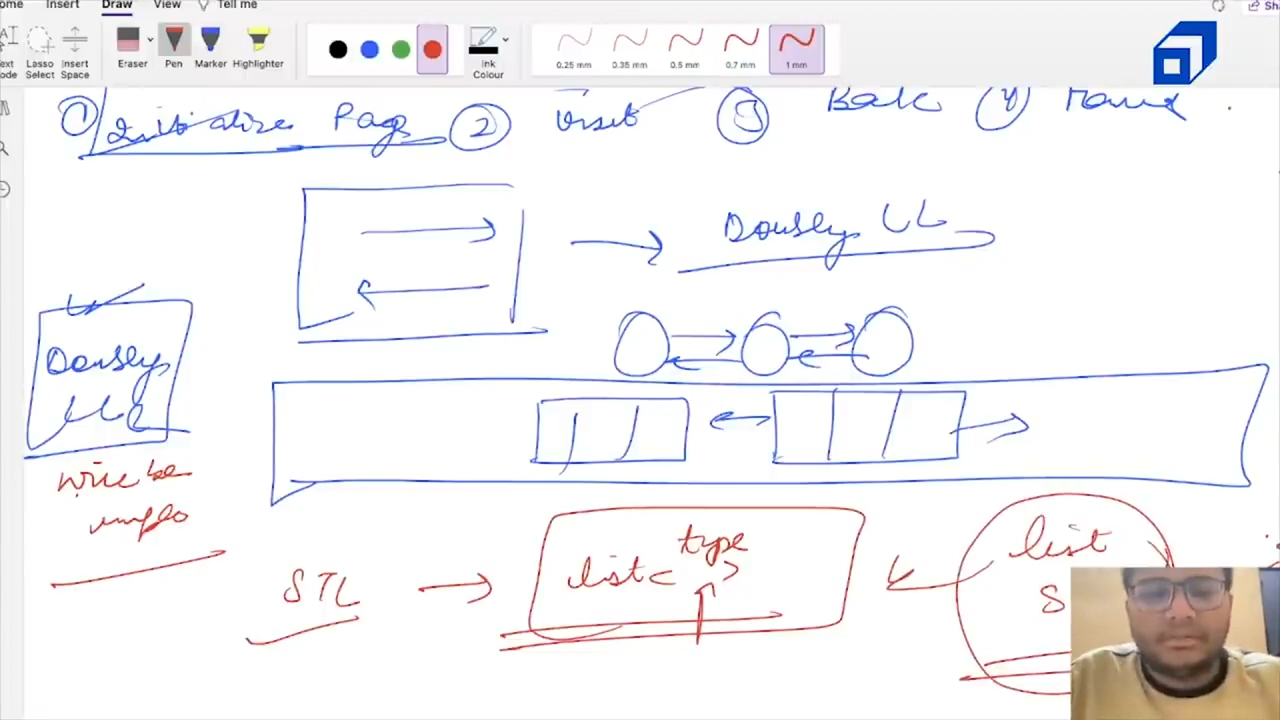 Home Insert Draw View Tell me
Sha
Text Mode Lasso Select Insert Space Eraser Pen Marker Highlighter Ink Colour 0.25 mm 0.35 mm 0.5 mm 0.7 mm 1 mm
① Initialize Page ② Visit ③ Back ④
Doubly LL
Doubly
LL
list type
STL list< >
list
S